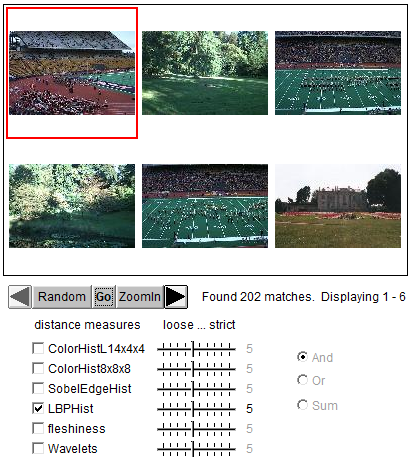 Random Go ZoomIn Found 202 matches. Displaying 1 - 6
distance measures loose ... strict
ColorHistL14x4x4 5 And
ColorHist8x8x8 5 Or
SobelEdgeHist 5 Sum
LBPHist 5
fleshiness 5
Wavelets 5